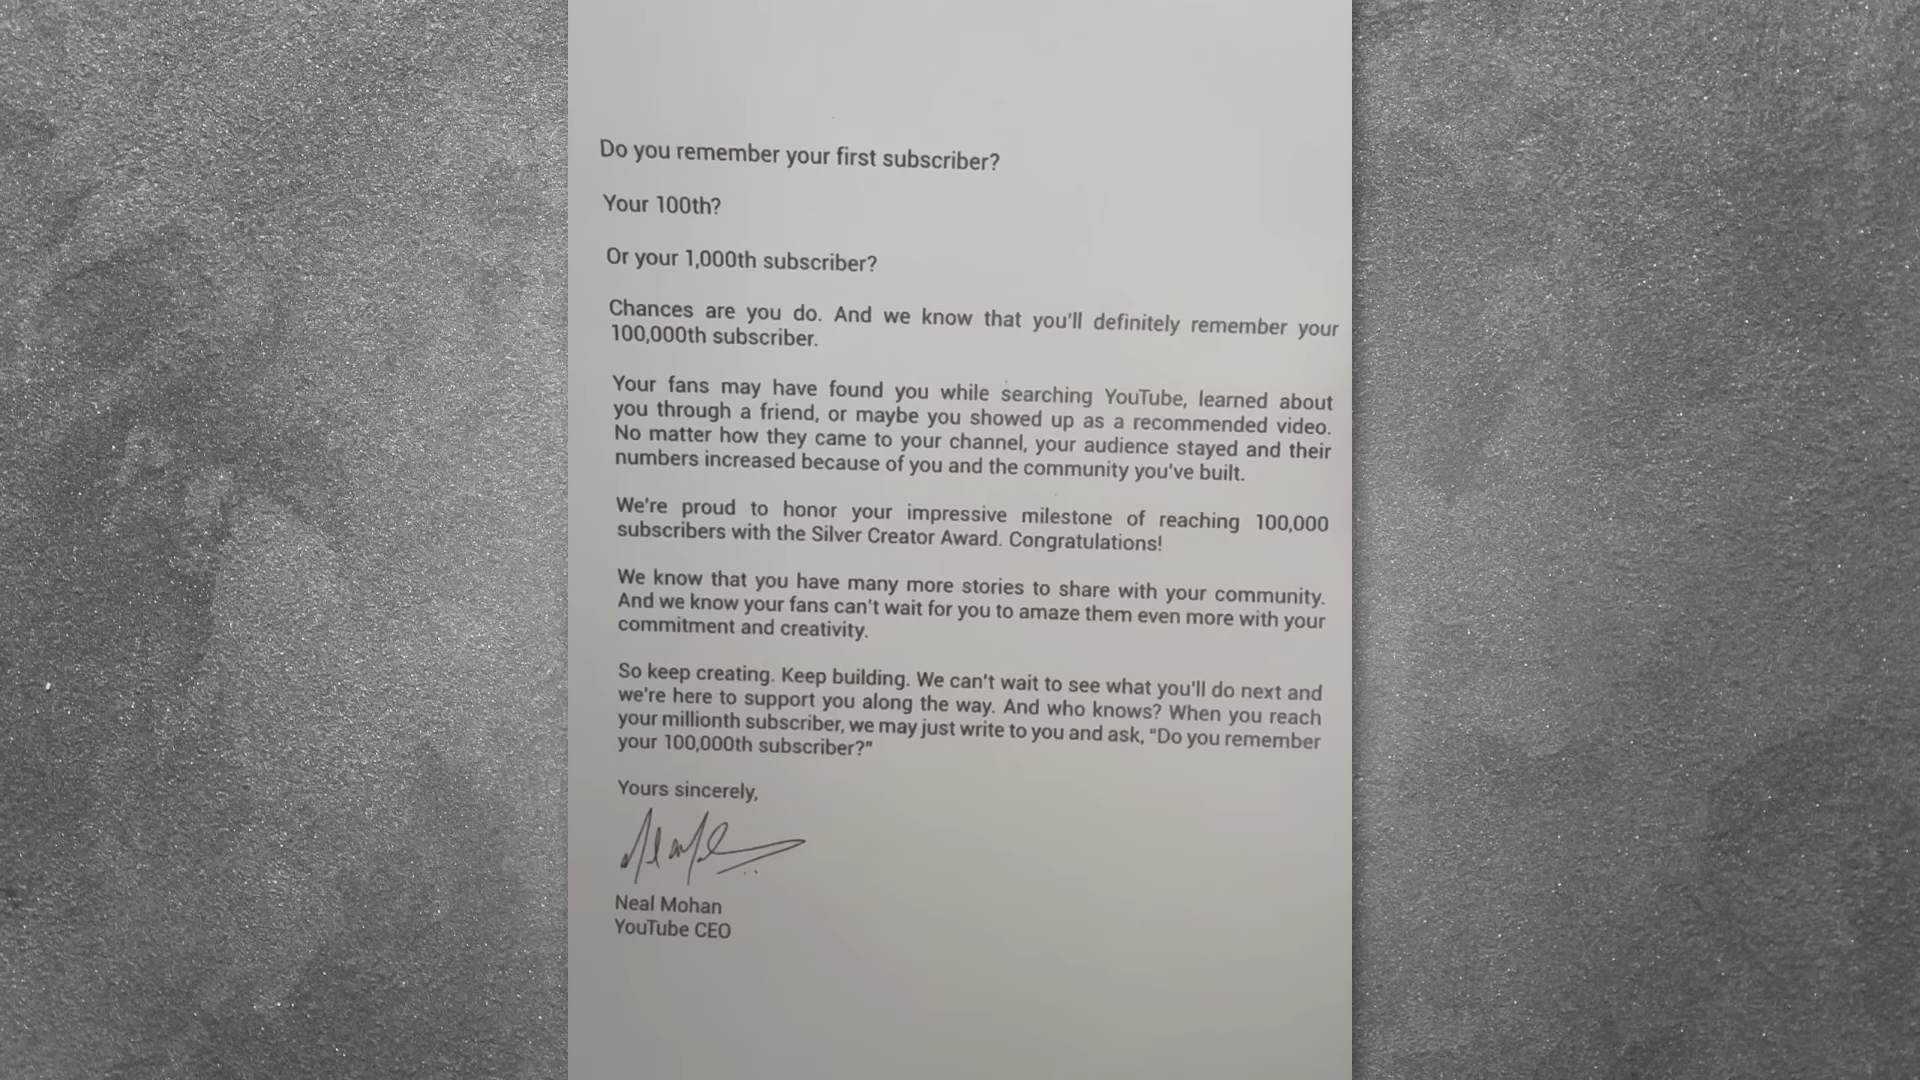 Do you remember your first subscriber?
Your 100th?
Or your 1,000th subscriber?
Chances are you do. And we know that you'll definitely remember your
100,000th subscriber.
Your fans may have found you while searching YouTube, learned about
you through a friend, or maybe you showed up as a recommended video.
No matter how they came to your channel, your audience stayed and their
numbers increased because of you and the community you've built.
We're proud to honor your impressive milestone of reaching 100,000
subscribers with the Silver Creator Award. Congratulations!
We know that you have many more stories to share with your community.
And we know your fans can't wait for you to amaze them even more with your
commitment and creativity.
So keep creating. Keep building. We can't wait to see what you'll do next and
we're here to support you along the way. And who knows? When you reach
your millionth subscriber, we may just write to you and ask, “Do you remember
your 100,000th subscriber?”
Yours sincerely,
Neal Mohan
YouTube CEO